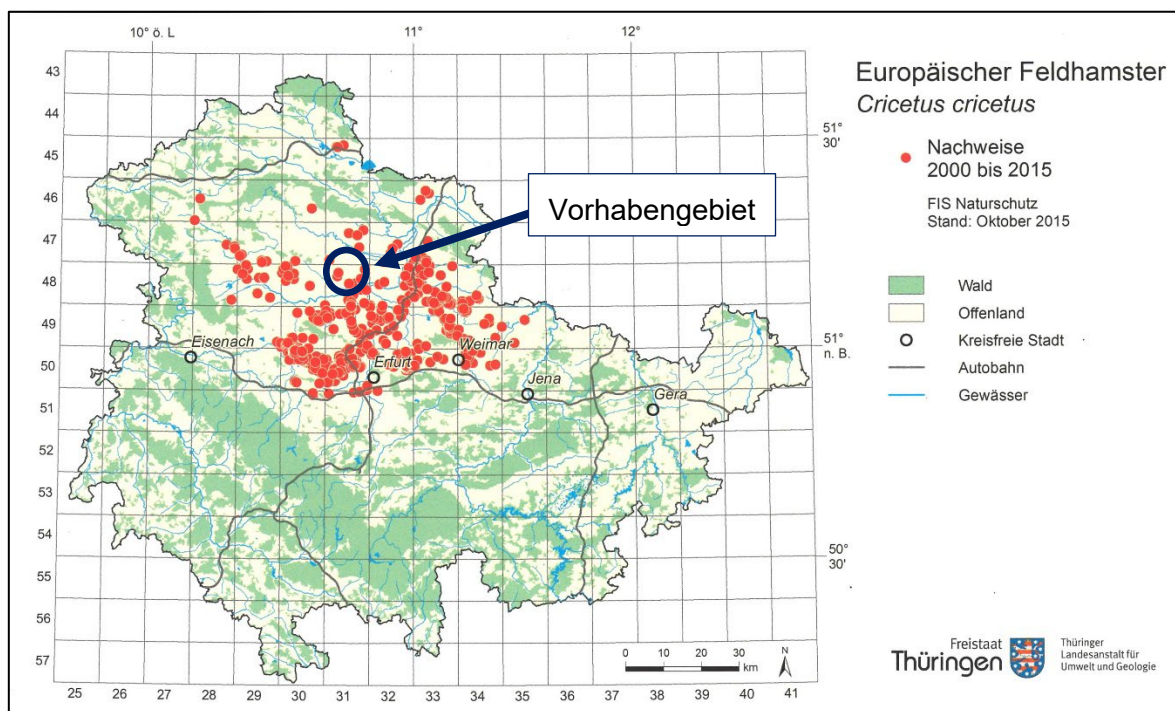 10° ö. L
11°
12°
43
44
45
46
47
48
49
50
51
52
53
54
55
56
57
51°
30'
51°
n. B.
50°
30'
Europäischer Feldhamster
Cricetus cricetus
Nachweise
2000 bis 2015
FIS Naturschutz
Stand: Oktober 2015
Vorhabengebiet
Wald
Offenland
Kreisfreie Stadt
Autobahn
Gewässer
Eisenach
Erfurt
Weimar
Jena
Gera
0 10 20 30
km
N
Freistaat
Thüringen
Thüringer
Landesanstalt für
Umwelt und Geologie
25 26 27 28 29 30 31 32 33 34 35 36 37 38 39 40 41